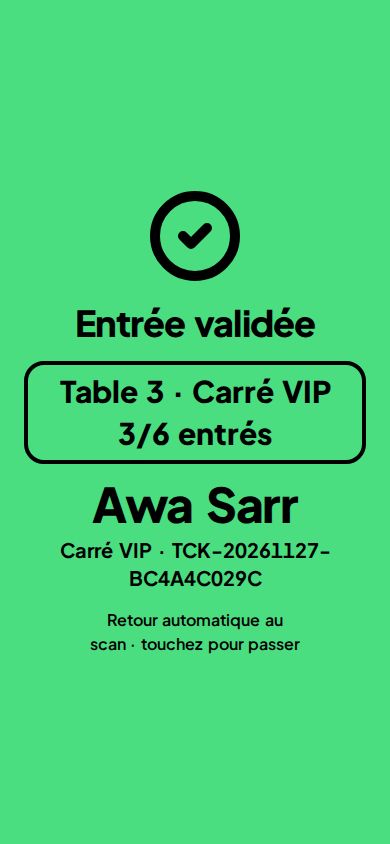 Entrée validée
Table 3 · Carré VIP
3/6 entrés
Awa Sarr
Carré VIP · TCK-20261127-
BC4A4C029C
Retour automatique au
scan · touchez pour passer